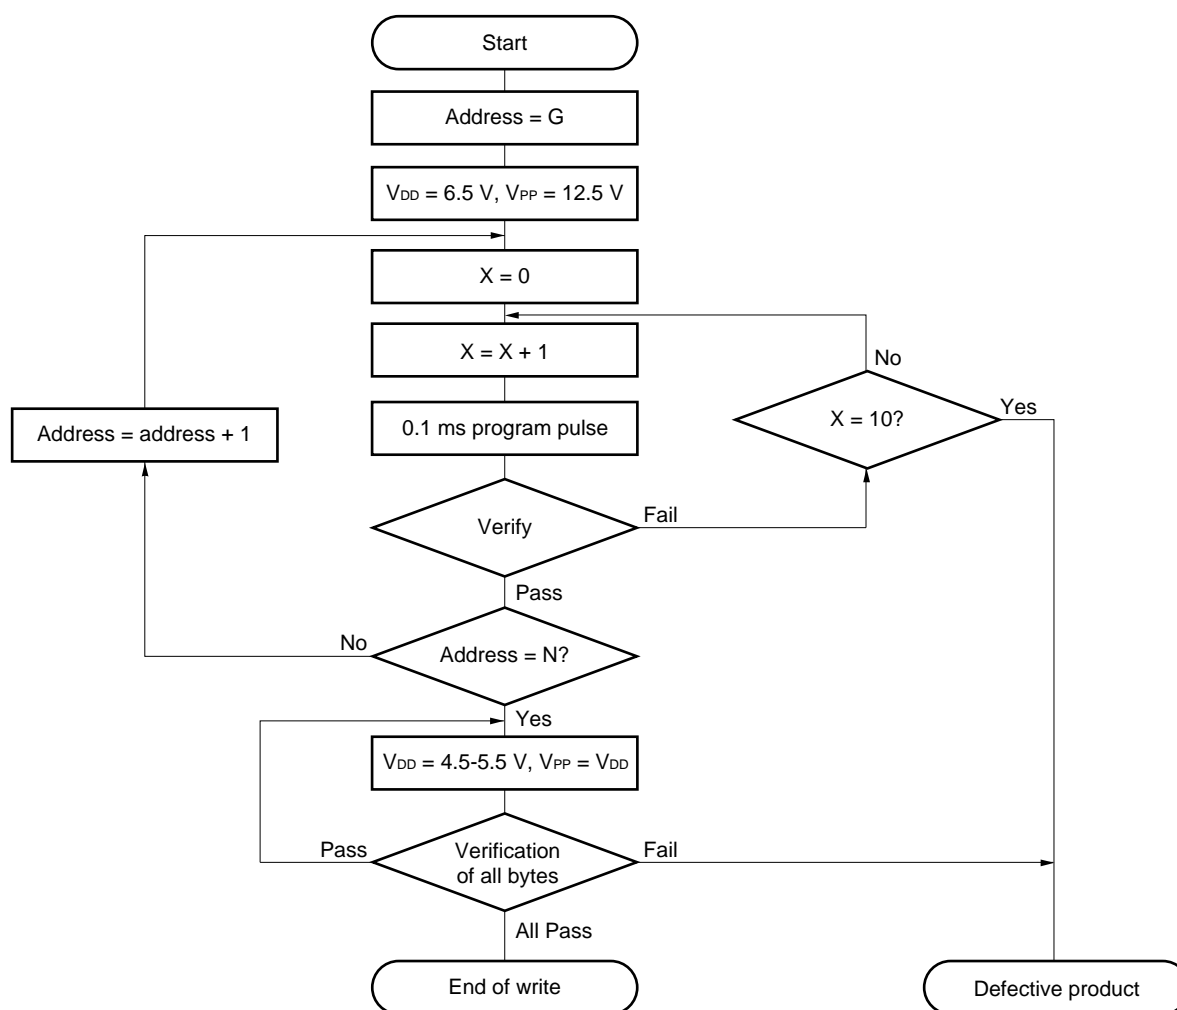 Start
Address = G
VDD = 6.5 V, VPP = 12.5 V
X = 0
X = X + 1
No
Address = address + 1
0.1 ms program pulse
X = 10?
Yes
Verify
Fail
Pass
No
Address = N?
Yes
VDD = 4.5-5.5 V, VPP = VDD
Pass
Verification
of all bytes
Fail
All Pass
End of write
Defective product